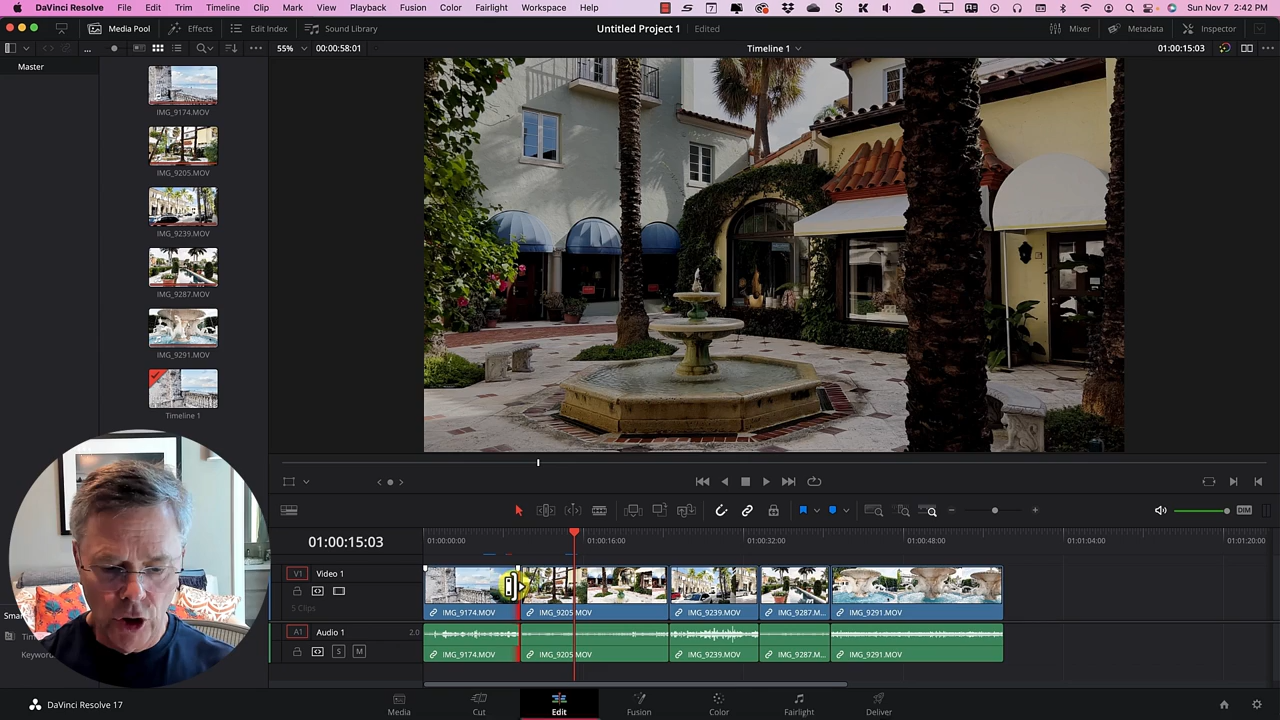 DaVinci Resolve File Edit Trim Timeline Clip Mark View Playback Fusion Color Fairlight Workspace Help
Sun Nov 7 2:42 PM
Media Pool Effects Edit Index Sound Library
Untitled Project 1 Edited
Mixer Metadata Inspector
55% 00:00:58:01
Timeline 1
01:00:15:03
Master
IMG_9174.MOV
IMG_9205.MOV
IMG_9239.MOV
IMG_9287.MOV
IMG_9291.MOV
Timeline 1
DIM
01:00:15:03
01:00:00:00
01:00:16:00
01:00:32:00
01:00:48:00
01:01:04:00
01:01:20:00
V1 Video 1
5 Clips
IMG_9174.MOV
IMG_9205.MOV
IMG_9239.MOV
IMG_9287.M...
IMG_9291.MOV
A1 Audio 1 2.0
S M
IMG_9174.MOV
IMG_9205.MOV
IMG_9239.MOV
IMG_9287.M...
IMG_9291.MOV
DaVinci Resolve 17
Media Cut Edit Fusion Color Fairlight Deliver